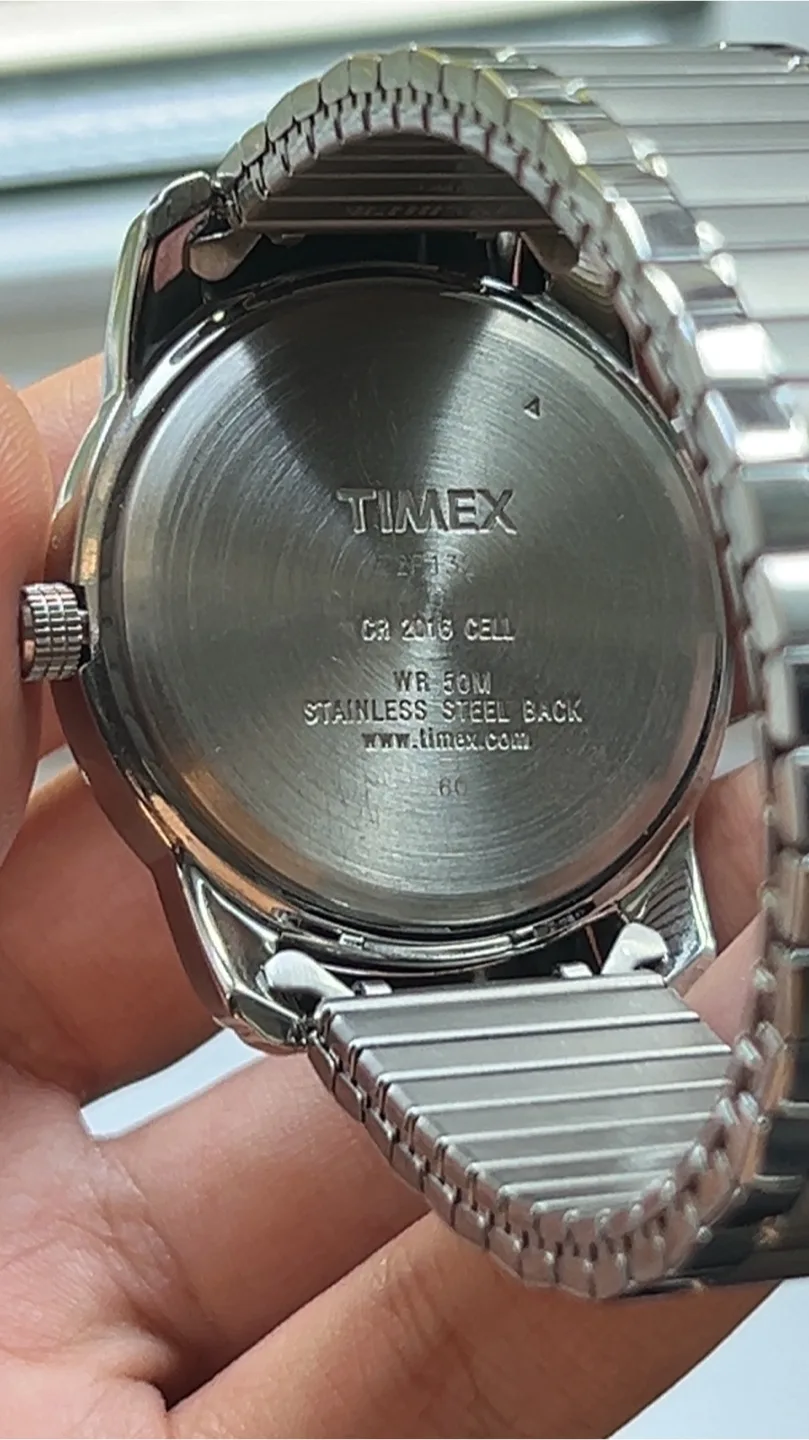 TIMEX
CR 2016 CELL
WR 50M
STAINLESS STEEL BACK
www.timex.com
60